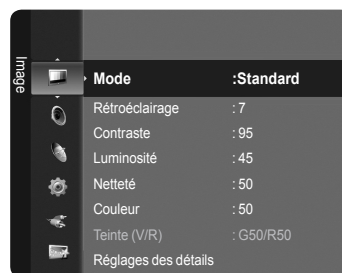 Image
Mode :Standard
Rétroéclairage : 7
Contraste : 95
Luminosité : 45
Netteté : 50
Couleur : 50
Teinte (V/R) : G50/R50
Réglages des détails